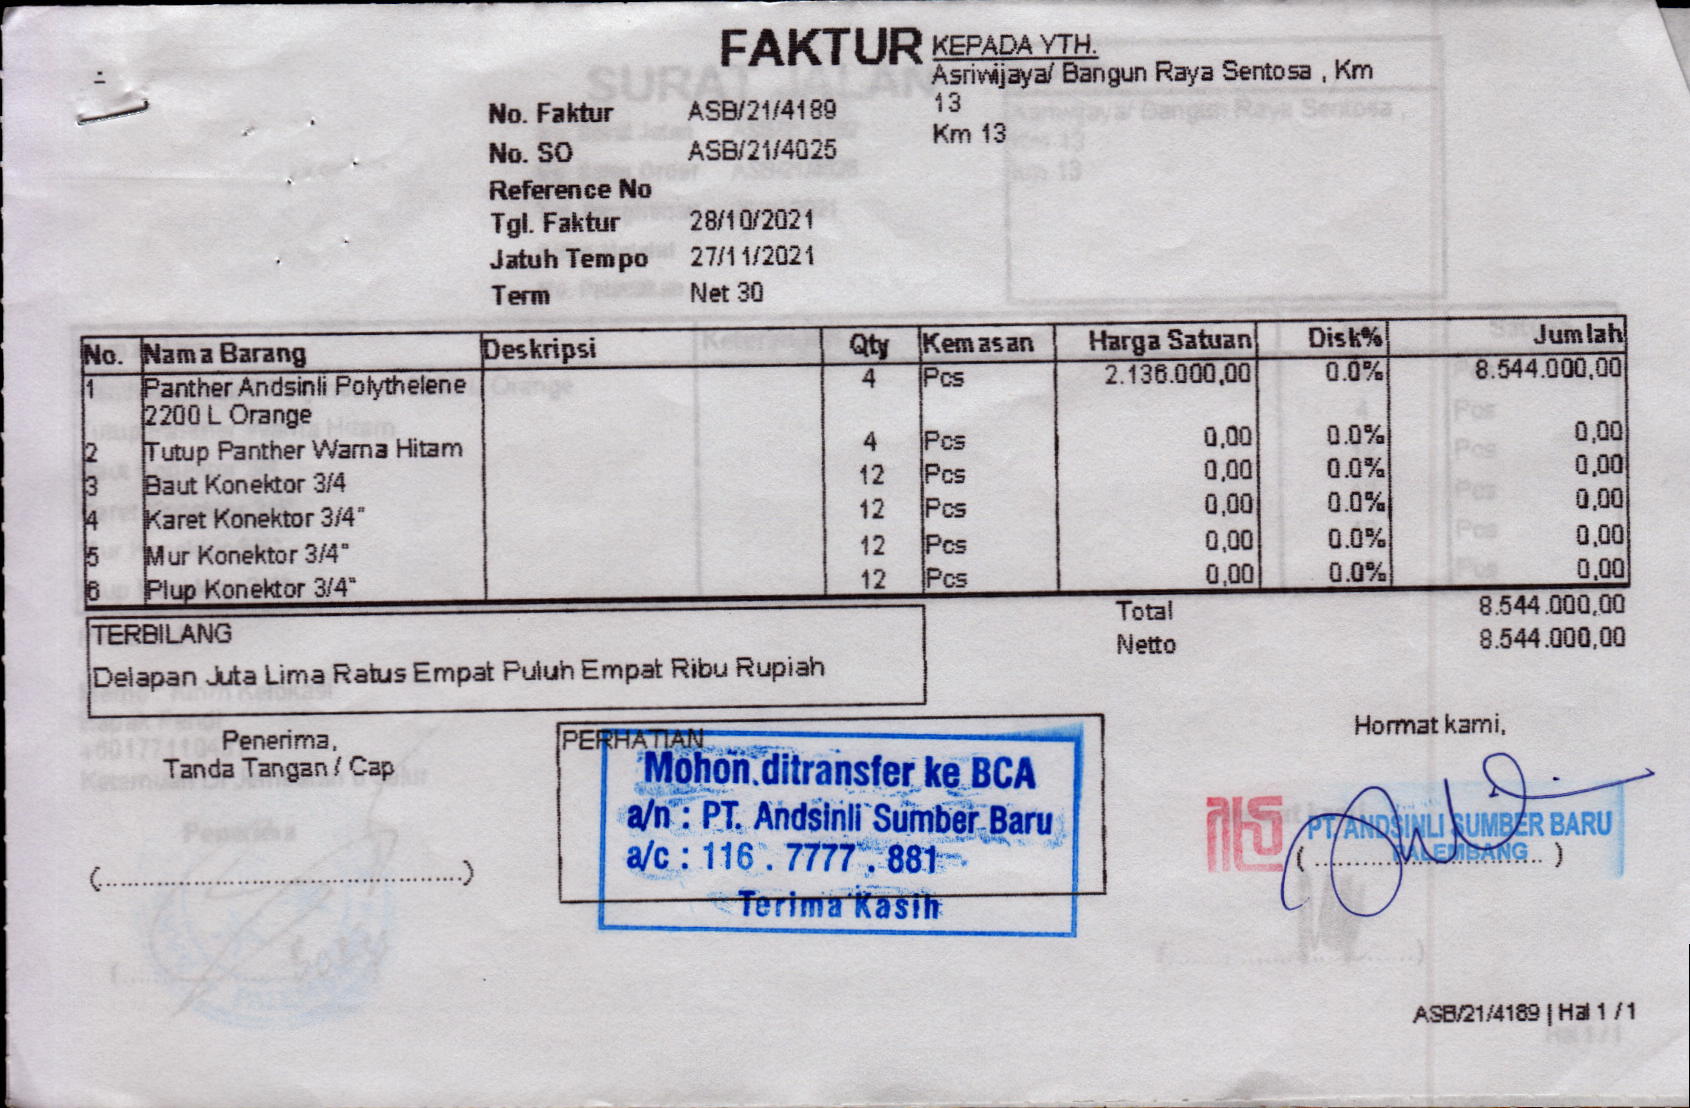 FAKTUR
KEPADA YTH.
Asriwijaya/ Bangun Raya Sentosa , Km
13
Km 13
No. Faktur ASB/21/4189
No. SO ASB/21/4025
Reference No
Tgl. Faktur 28/10/2021
Jatuh Tempo 27/11/2021
Term Net 30
No. Nama Barang Deskripsi Qty Kemasan Harga Satuan Disk% Jumlah
1 Panther Andsinli Polythelene 4 Pcs 2.136.000,00 0.0% 8.544.000,00
2200 L Orange
2 Tutup Panther Warna Hitam 4 Pcs 0,00 0.0% 0,00
3 Baut Konektor 3/4 12 Pcs 0,00 0.0% 0,00
4 Karet Konektor 3/4" 12 Pcs 0,00 0.0% 0,00
5 Mur Konektor 3/4" 12 Pcs 0,00 0.0% 0,00
6 Plup Konektor 3/4" 12 Pcs 0,00 0.0% 0,00
Total 8.544.000,00
Netto 8.544.000,00
TERBILANG
Delapan Juta Lima Ratus Empat Puluh Empat Ribu Rupiah
Penerima,
Tanda Tangan / Cap
(................................................)
PERHATIAN
Mohon ditransfer ke BCA
a/n : PT. Andsinli Sumber Baru
a/c : 116 . 7777 . 881
Terima Kasih
Hormat kami,
PT. ANDSINLI SUMBER BARU
PALEMBANG
(................................)
ASB/21/4189 | Hal 1 / 1